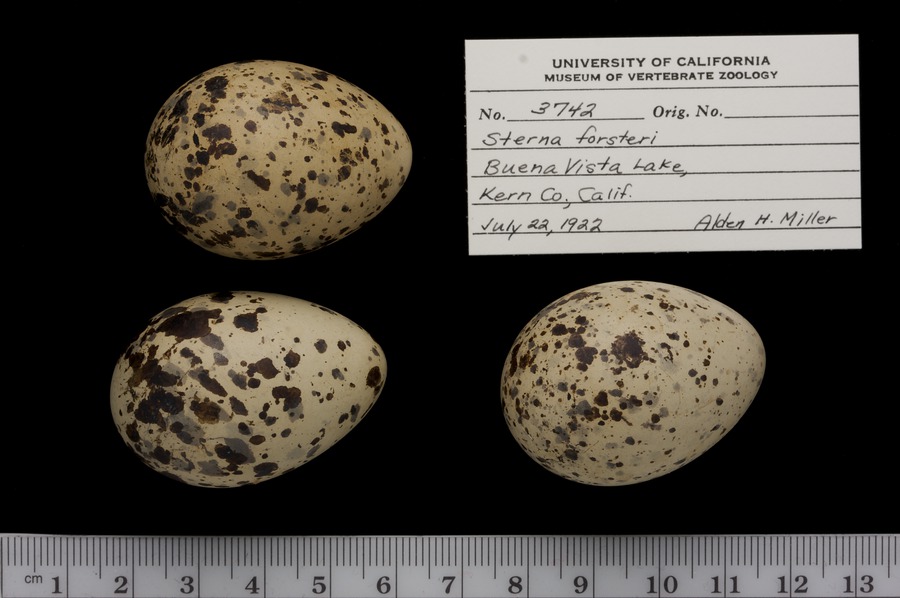 UNIVERSITY OF CALIFORNIA
MUSEUM OF VERTEBRATE ZOOLOGY
No. 3742 Orig. No.
Sterna forsteri
Buena Vista Lake,
Kern Co., Calif.
July 22, 1922 Alden H. Miller
cm 1 2 3 4 5 6 7 8 9 10 11 12 13